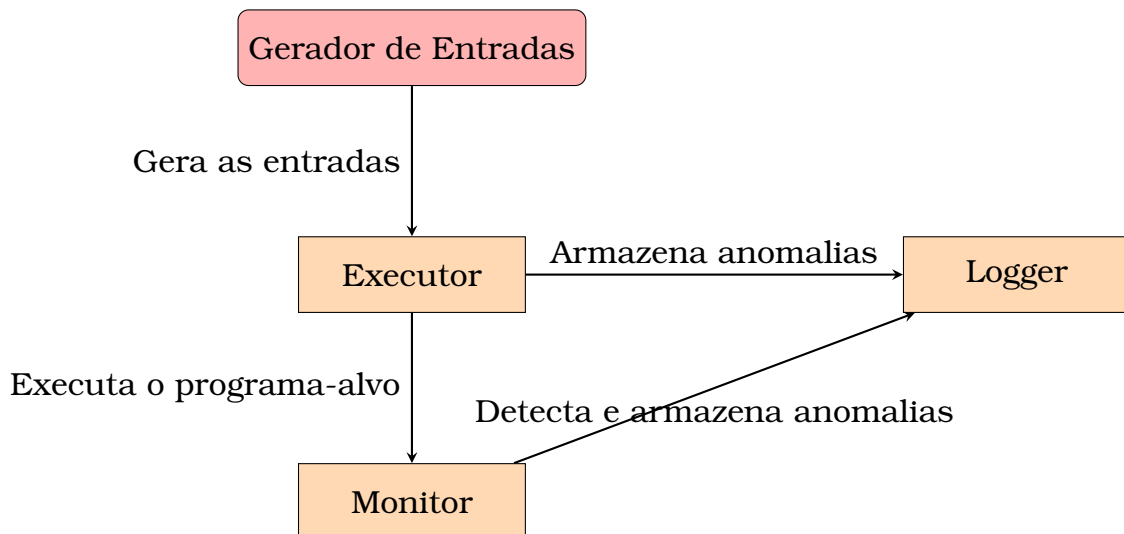 Gerador de Entradas
Gera as entradas
Executor
Armazena anomalias
Logger
Executa o programa-alvo
Detecta e armazena anomalias
Monitor